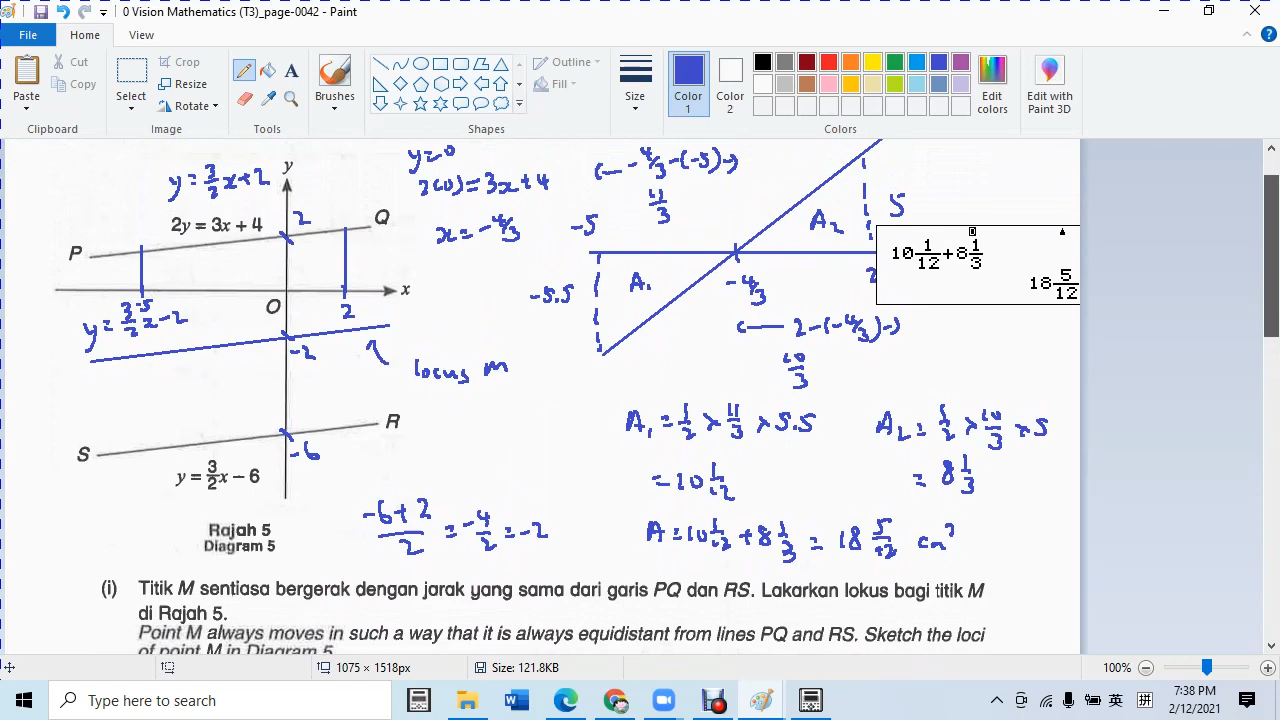 0 Vision Mathematics (T3)_page-0042 - Paint
File Home View
Paste
Cut
Copy
Clipboard
Select
Crop
Resize
Rotate
Image
Tools
Brushes
Outline
Fill
Shapes
Size
Color 1
Color 2
Edit colors
Colors
Edit with Paint 3D
y = 3/2 x + 2
2y = 3x + 4
P
Q
y
2
x
O
-5
2
y = 3/2 x - 2
-2
locus M
S
R
-6
y = 3/2 x - 6
Rajah 5
Diagram 5
y = 0
2(0) = 3x + 4
x = -4/3
(-6+2)/2 = -4/2 = -2
(— -4/3 - (-5) →)
11/3
-5
A2
5
A1
-5.5
-4/3
2
(— 2 - (-4/3) →)
10/3
10 1/12 + 8 1/3
18 5/12
A1 = 1/2 × 11/3 × 5.5
= 10 1/12
A2 = 1/2 × 10/3 × 5
= 8 1/3
A = 10 1/12 + 8 1/3 = 18 5/12 cm²
(i) Titik M sentiasa bergerak dengan jarak yang sama dari garis PQ dan RS. Lakarkan lokus bagi titik M
di Rajah 5.
Point M always moves in such a way that it is always equidistant from lines PQ and RS. Sketch the loci
of point M in Diagram 5.
1075 × 1518px
Size: 121.8KB
100%
Type here to search
ENG
拼
7:38 PM
2/12/2021